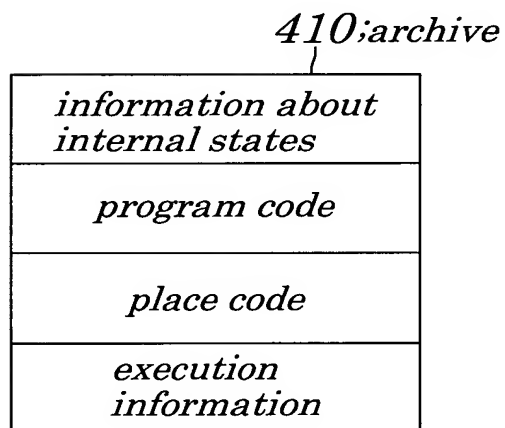 410;archive
information about
internal states
program code
place code
execution
information